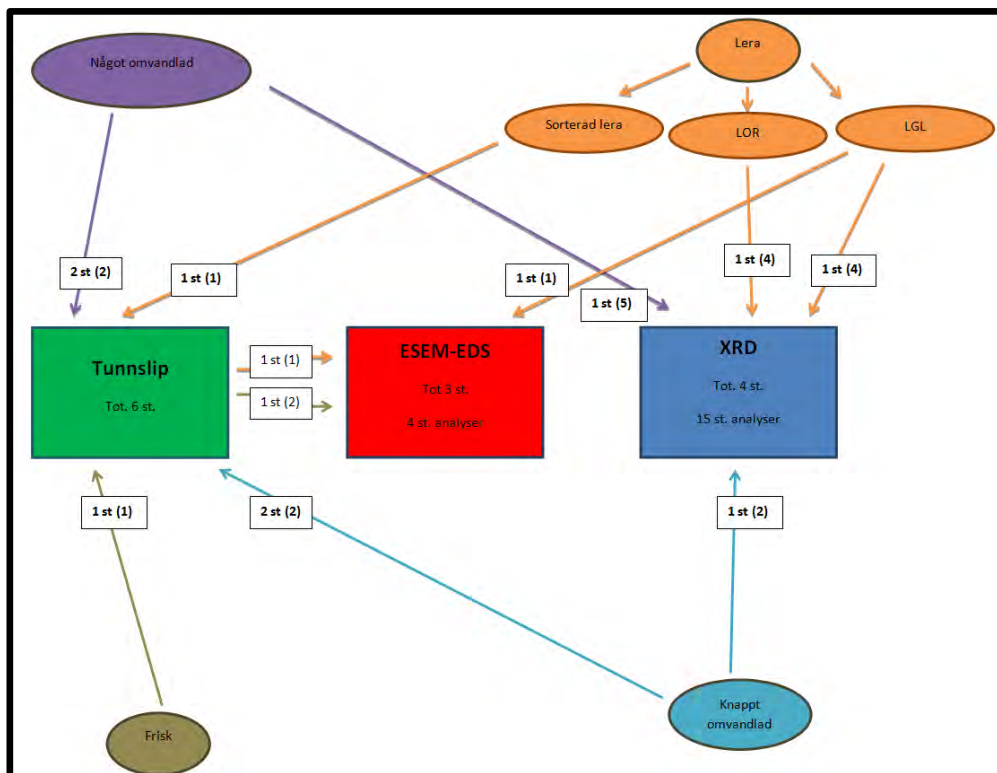 Lera
Något omvandlad
Sorterad lera
LOR
LGL
2 st (2)
1 st (1)
1 st (1)
1 st (5)
1 st (4)
1 st (4)
Tunnslip
Tot. 6 st.
1 st (1)
1 st (2)
ESEM-EDS
Tot 3 st.
4 st. analyser
XRD
Tot. 4 st.
15 st. analyser
1 st (1)
2 st (2)
1 st (2)
Frisk
Knappt
omvandlad